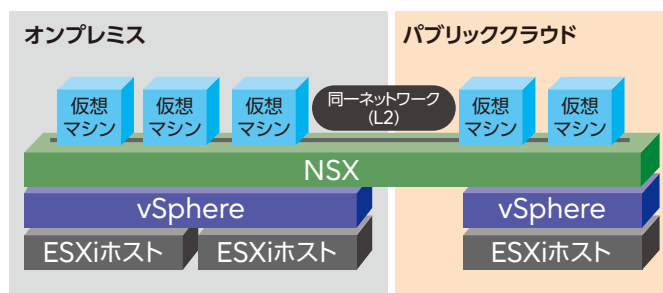 オンプレミス
パブリッククラウド
仮想
マシン
仮想
マシン
仮想
マシン
同一ネットワーク
(L2)
仮想
マシン
仮想
マシン
NSX
vSphere
vSphere
ESXiホスト
ESXiホスト
ESXiホスト